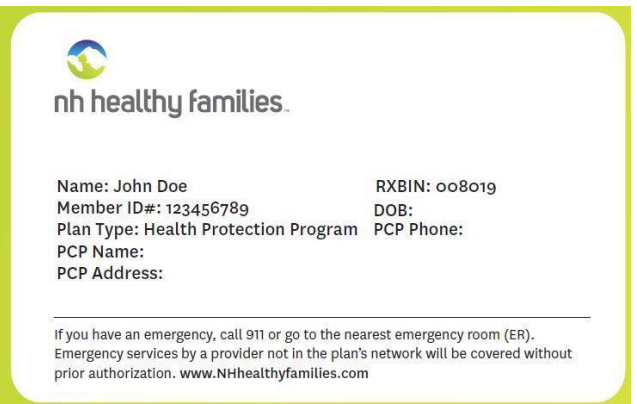 nh healthy families™
Name: John Doe
RXBIN: 008019
Member ID#: 123456789
DOB:
Plan Type: Health Protection Program
PCP Phone:
PCP Name:
PCP Address:
If you have an emergency, call 911 or go to the nearest emergency room (ER).
Emergency services by a provider not in the plan's network will be covered without
prior authorization. www.NHhealthyfamilies.com